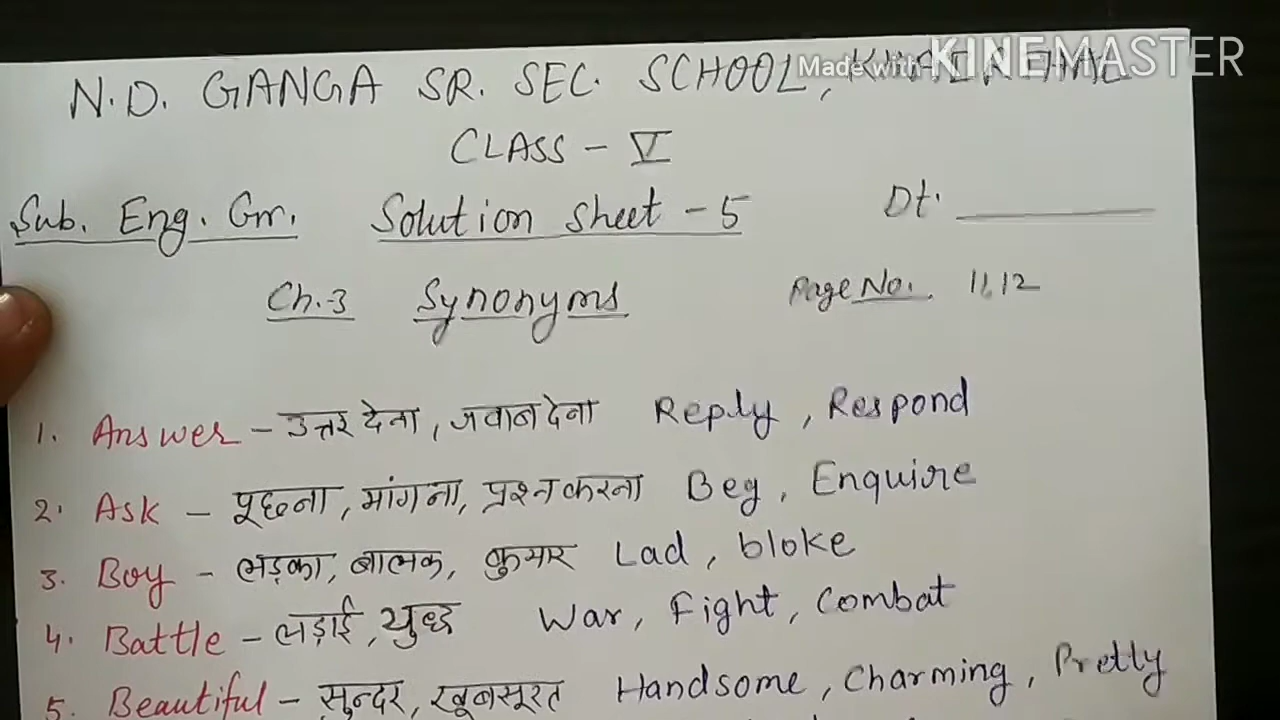 Made with KINEMASTER
N.D. GANGA SR. SEC. SCHOOL,
CLASS - V
Sub. Eng. Gr. Solution Sheet - 5 Dt. ________
Ch.-3 Synonyms Page No. 11,12
1. Answer - उत्तर देना, जवाब देना Reply, Respond
2. Ask - पूछना, मांगना, प्रश्न करना Beg, Enquire
3. Boy - लड़का, बालक, कुमार Lad, bloke
4. Battle - लड़ाई, युध्द War, Fight, Combat
5. Beautiful - सुन्दर, खूबसूरत Handsome, Charming, Pretty